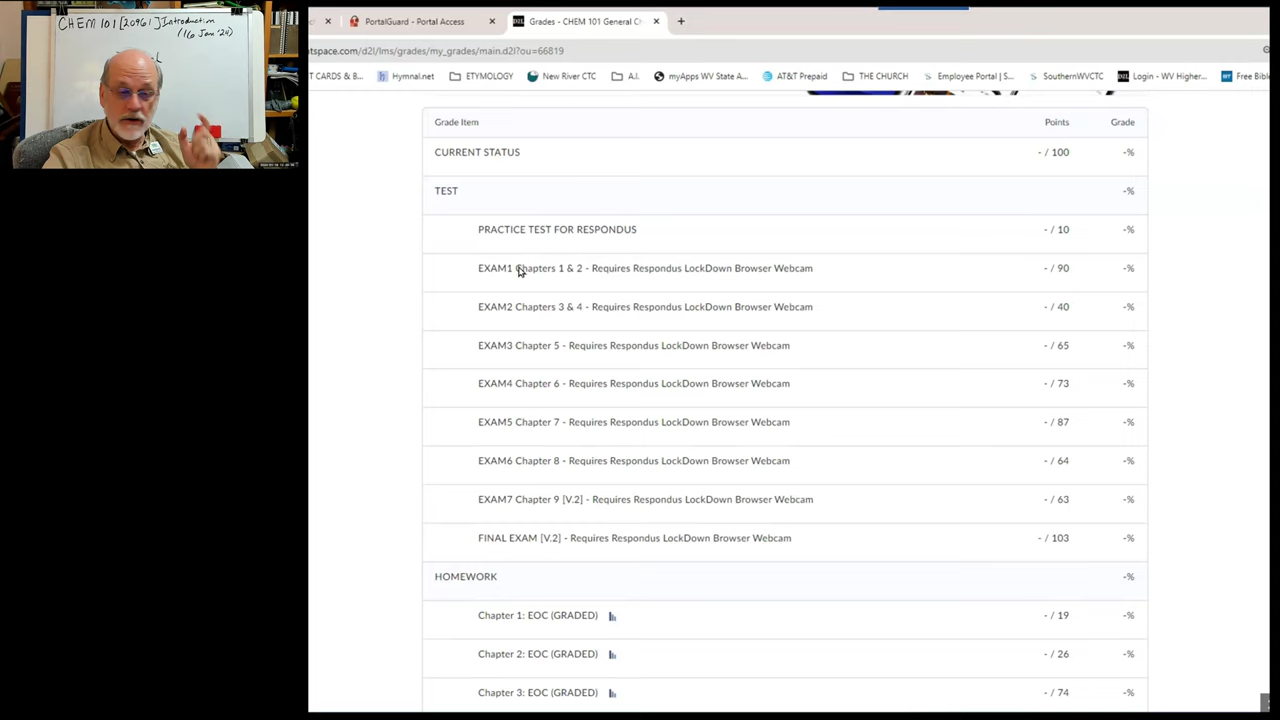 CHEM 101 [20961] Introduction
(16 Jan '24)
PortalGuard - Portal Access
Grades - CHEM 101 General C
ntspace.com/d2l/lms/grades/my_grades/main.d2l?ou=66819
T CARDS & B... Hymnal.net ETYMOLOGY New River CTC A.I. myApps WV State A... AT&T Prepaid THE CHURCH Employee Portal | S... SouthernWVCTC Login - WV Higher... Free Bibl
Grade Item Points Grade
CURRENT STATUS - / 100 -%
TEST -%
PRACTICE TEST FOR RESPONDUS - / 10 -%
EXAM1 Chapters 1 & 2 - Requires Respondus LockDown Browser Webcam - / 90 -%
EXAM2 Chapters 3 & 4 - Requires Respondus LockDown Browser Webcam - / 40 -%
EXAM3 Chapter 5 - Requires Respondus LockDown Browser Webcam - / 65 -%
EXAM4 Chapter 6 - Requires Respondus LockDown Browser Webcam - / 73 -%
EXAM5 Chapter 7 - Requires Respondus LockDown Browser Webcam - / 87 -%
EXAM6 Chapter 8 - Requires Respondus LockDown Browser Webcam - / 64 -%
EXAM7 Chapter 9 [V.2] - Requires Respondus LockDown Browser Webcam - / 63 -%
FINAL EXAM [V.2] - Requires Respondus LockDown Browser Webcam - / 103 -%
HOMEWORK -%
Chapter 1: EOC (GRADED) - / 19 -%
Chapter 2: EOC (GRADED) - / 26 -%
Chapter 3: EOC (GRADED) - / 74 -%